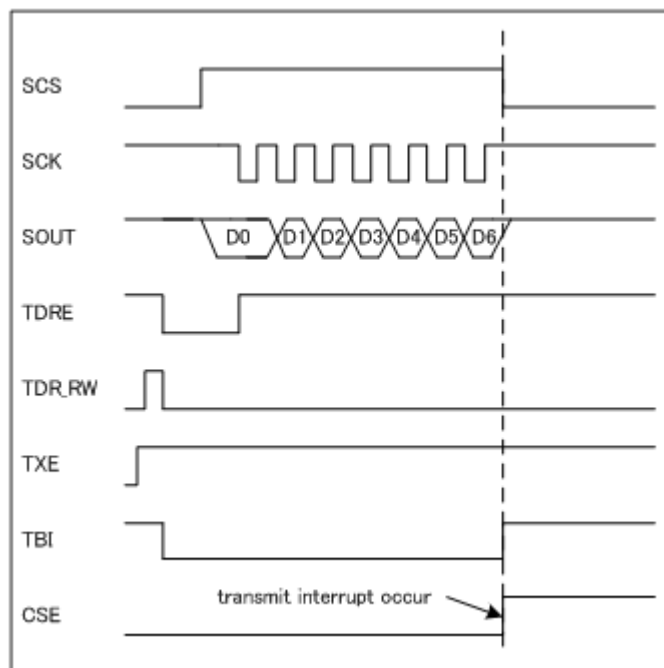 SCS
SCK
SOUT D0 D1 D2 D3 D4 D5 D6
TDRE
TDR_RW
TXE
TBI
transmit interrupt occur
CSE